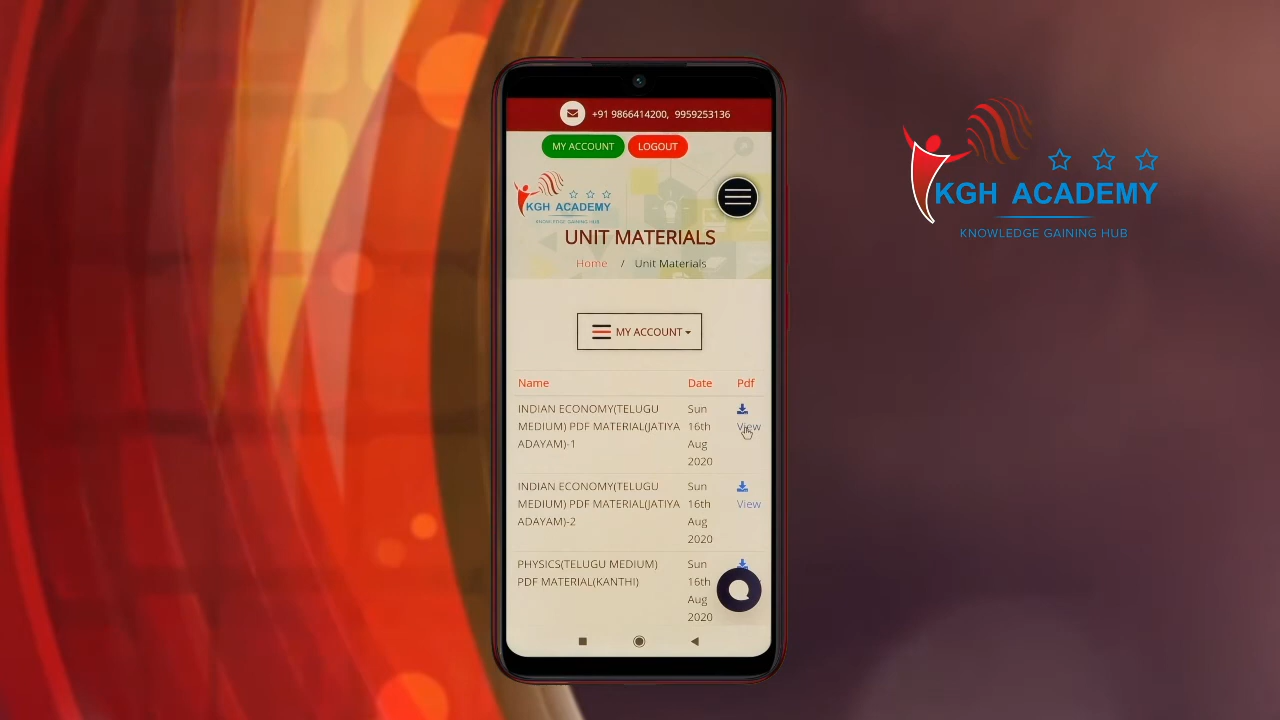 +91 9866414200, 9959253136
MY ACCOUNT LOGOUT
KGH ACADEMY
KNOWLEDGE GAINING HUB
UNIT MATERIALS
Home / Unit Materials
MY ACCOUNT
Name Date Pdf
INDIAN ECONOMY(TELUGU MEDIUM) PDF MATERIAL(JATIYA ADAYAM)-1 Sun 16th Aug 2020 View
INDIAN ECONOMY(TELUGU MEDIUM) PDF MATERIAL(JATIYA ADAYAM)-2 Sun 16th Aug 2020 View
PHYSICS(TELUGU MEDIUM) PDF MATERIAL(KANTHI) Sun 16th Aug 2020
KGH ACADEMY
KNOWLEDGE GAINING HUB